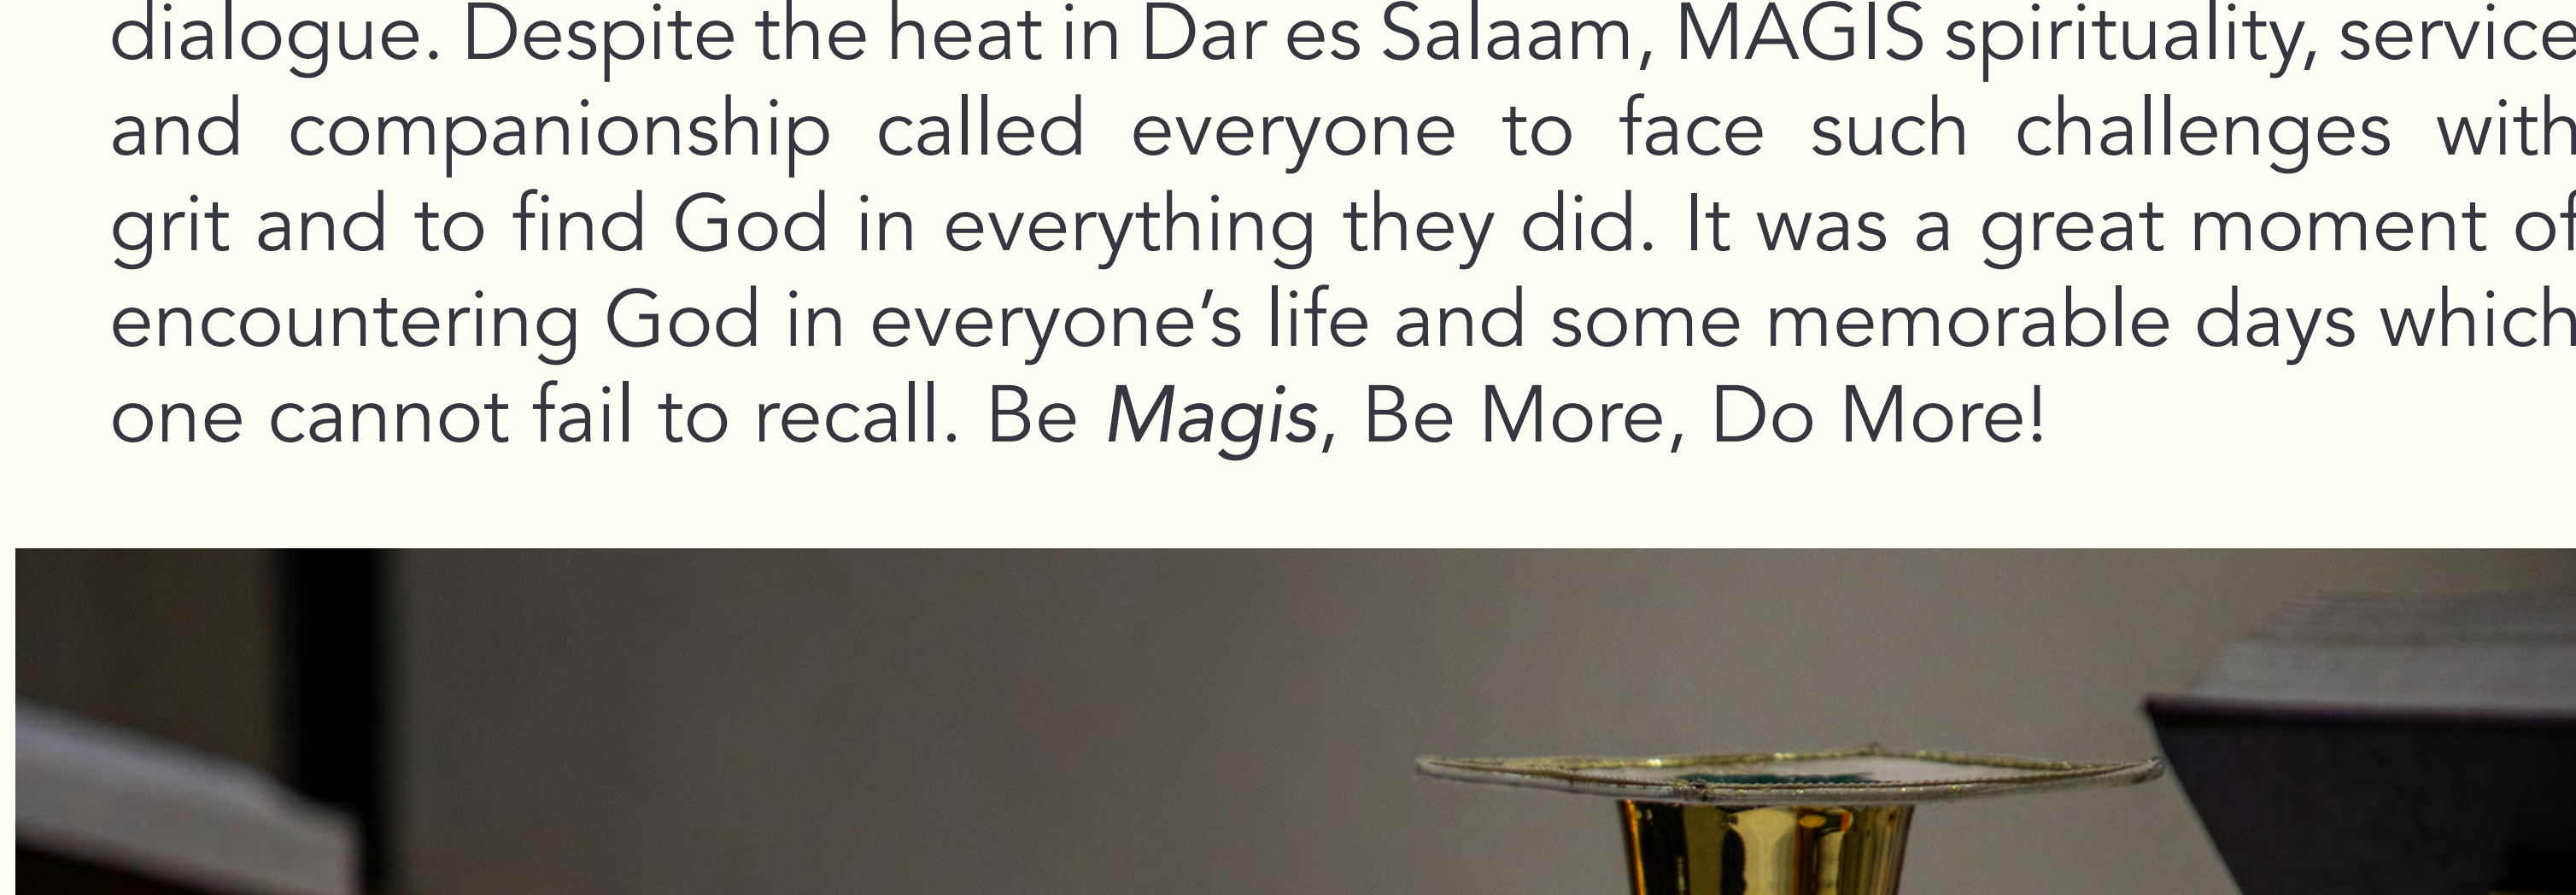 dialogue. Despite the heat in Dar es Salaam, MAGIS spirituality, service
and companionship called everyone to face such challenges with
grit and to find God in everything they did. It was a great moment of
encountering God in everyone’s life and some memorable days which
one cannot fail to recall. Be Magis, Be More, Do More!